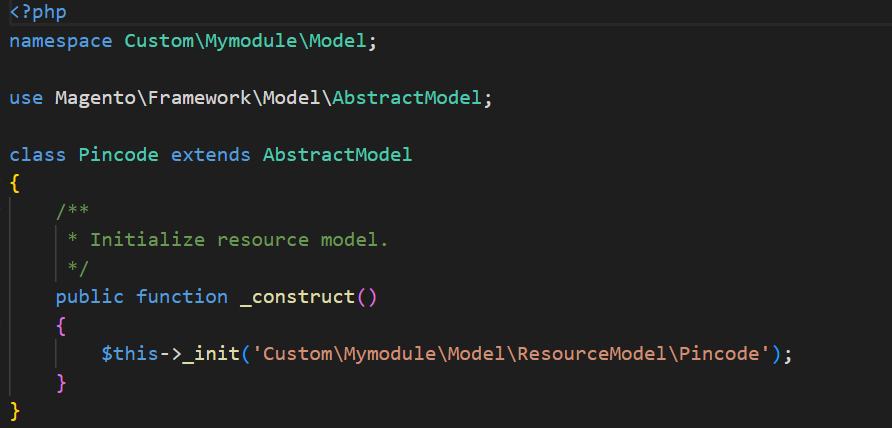 <?php
namespace Custom\Mymodule\Model;
use Magento\Framework\Model\AbstractModel;
class Pincode extends AbstractModel
{
    /**
     * Initialize resource model.
     */
    public function _construct()
    {
        $this->_init('Custom\Mymodule\Model\ResourceModel\Pincode');
    }
}